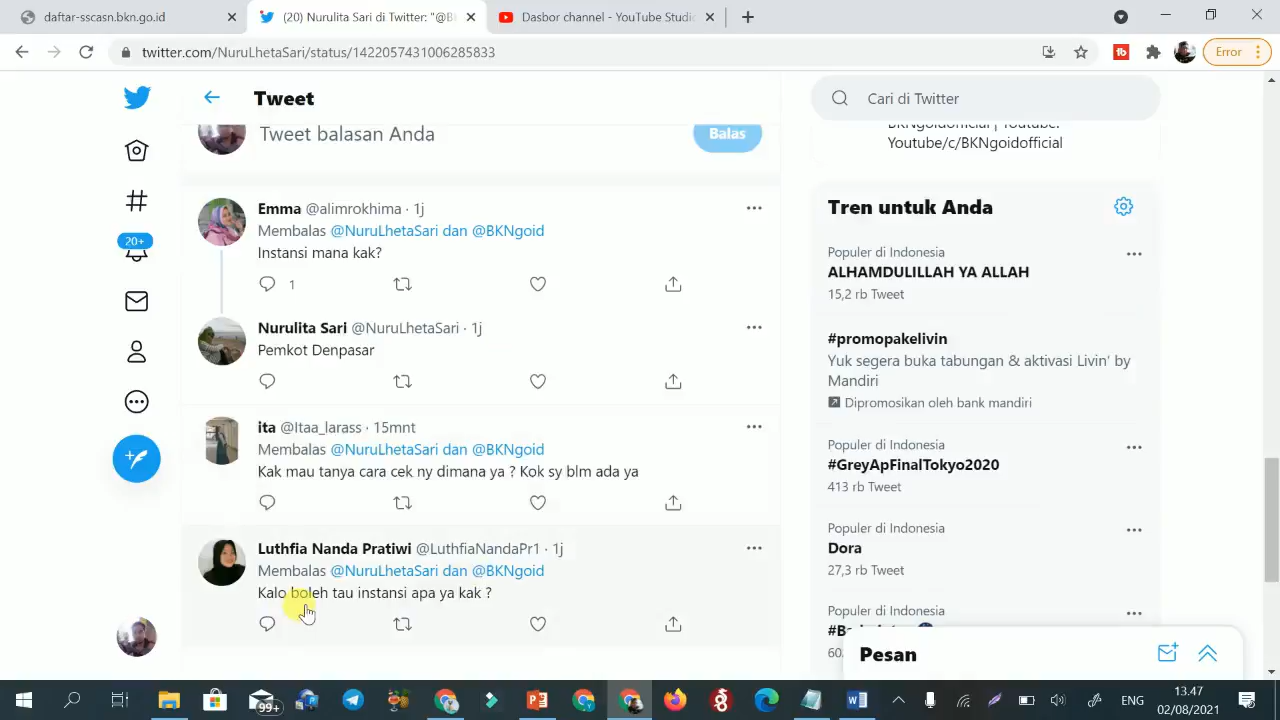 daftar-sscasn.bkn.go.id
(20) Nurulita Sari di Twitter: "@Bk
Dasbor channel - YouTube Studio
twitter.com/NuruLhetaSari/status/1422057431006285833
Error
Tweet
Cari di Twitter
Tweet balasan Anda
Balas
BKNgoidofficial | Youtube:
Youtube/c/BKNgoidofficial
20+
Emma @alimrokhima · 1j
Membalas @NuruLhetaSari dan @BKNgoid
Instansi mana kak?
1
Nurulita Sari @NuruLhetaSari · 1j
Pemkot Denpasar
ita @Itaa_larass · 15mnt
Membalas @NuruLhetaSari dan @BKNgoid
Kak mau tanya cara cek ny dimana ya ? Kok sy blm ada ya
Luthfia Nanda Pratiwi @LuthfiaNandaPr1 · 1j
Membalas @NuruLhetaSari dan @BKNgoid
Kalo boleh tau instansi apa ya kak ?
Tren untuk Anda
Populer di Indonesia
ALHAMDULILLAH YA ALLAH
15,2 rb Tweet
#promopakelivin
Yuk segera buka tabungan & aktivasi Livin' by
Mandiri
Dipromosikan oleh bank mandiri
Populer di Indonesia
#GreyApFinalTokyo2020
413 rb Tweet
Populer di Indonesia
Dora
27,3 rb Tweet
Populer di Indonesia
Pesan
99+
ENG
13.47
02/08/2021